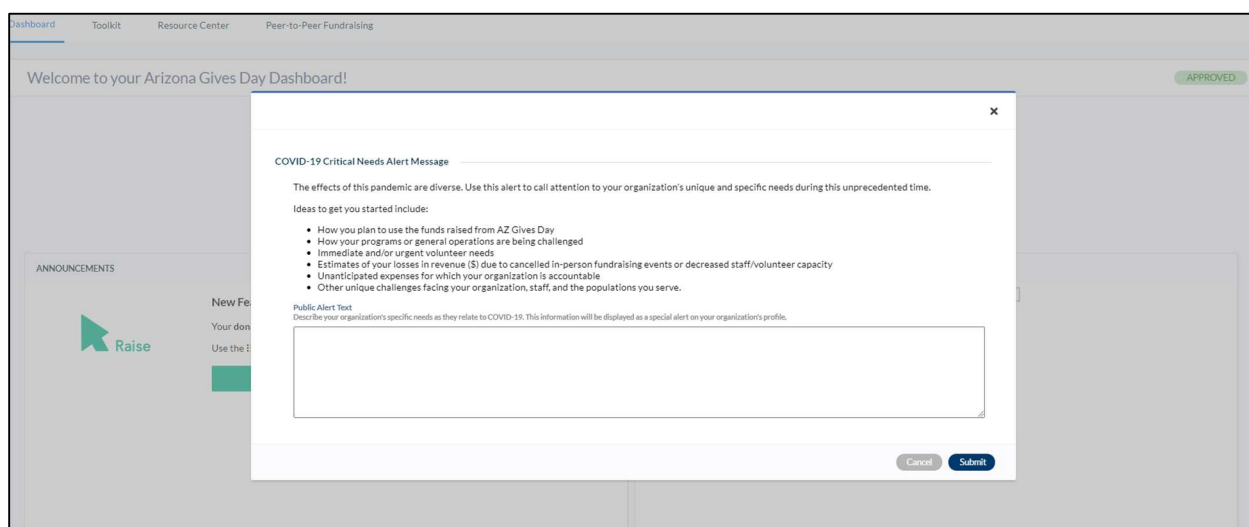 Dashboard Toolkit Resource Center Peer-to-Peer Fundraising
Welcome to your Arizona Gives Day Dashboard!
APPROVED
COVID-19 Critical Needs Alert Message
The effects of this pandemic are diverse. Use this alert to call attention to your organization's unique and specific needs during this unprecedented time.
Ideas to get you started include:
• How you plan to use the funds raised from AZ Gives Day
• How your programs or general operations are being challenged
• Immediate and/or urgent volunteer needs
• Estimates of your losses in revenue ($) due to cancelled in-person fundraising events or decreased staff/volunteer capacity
• Unanticipated expenses for which your organization is accountable
• Other unique challenges facing your organization, staff, and the populations you serve.
Public Alert Text
Describe your organization's specific needs as they relate to COVID-19. This information will be displayed as a special alert on your organization's profile.
Cancel Submit
ANNOUNCEMENTS
Raise
New Fe
Your don
Use the